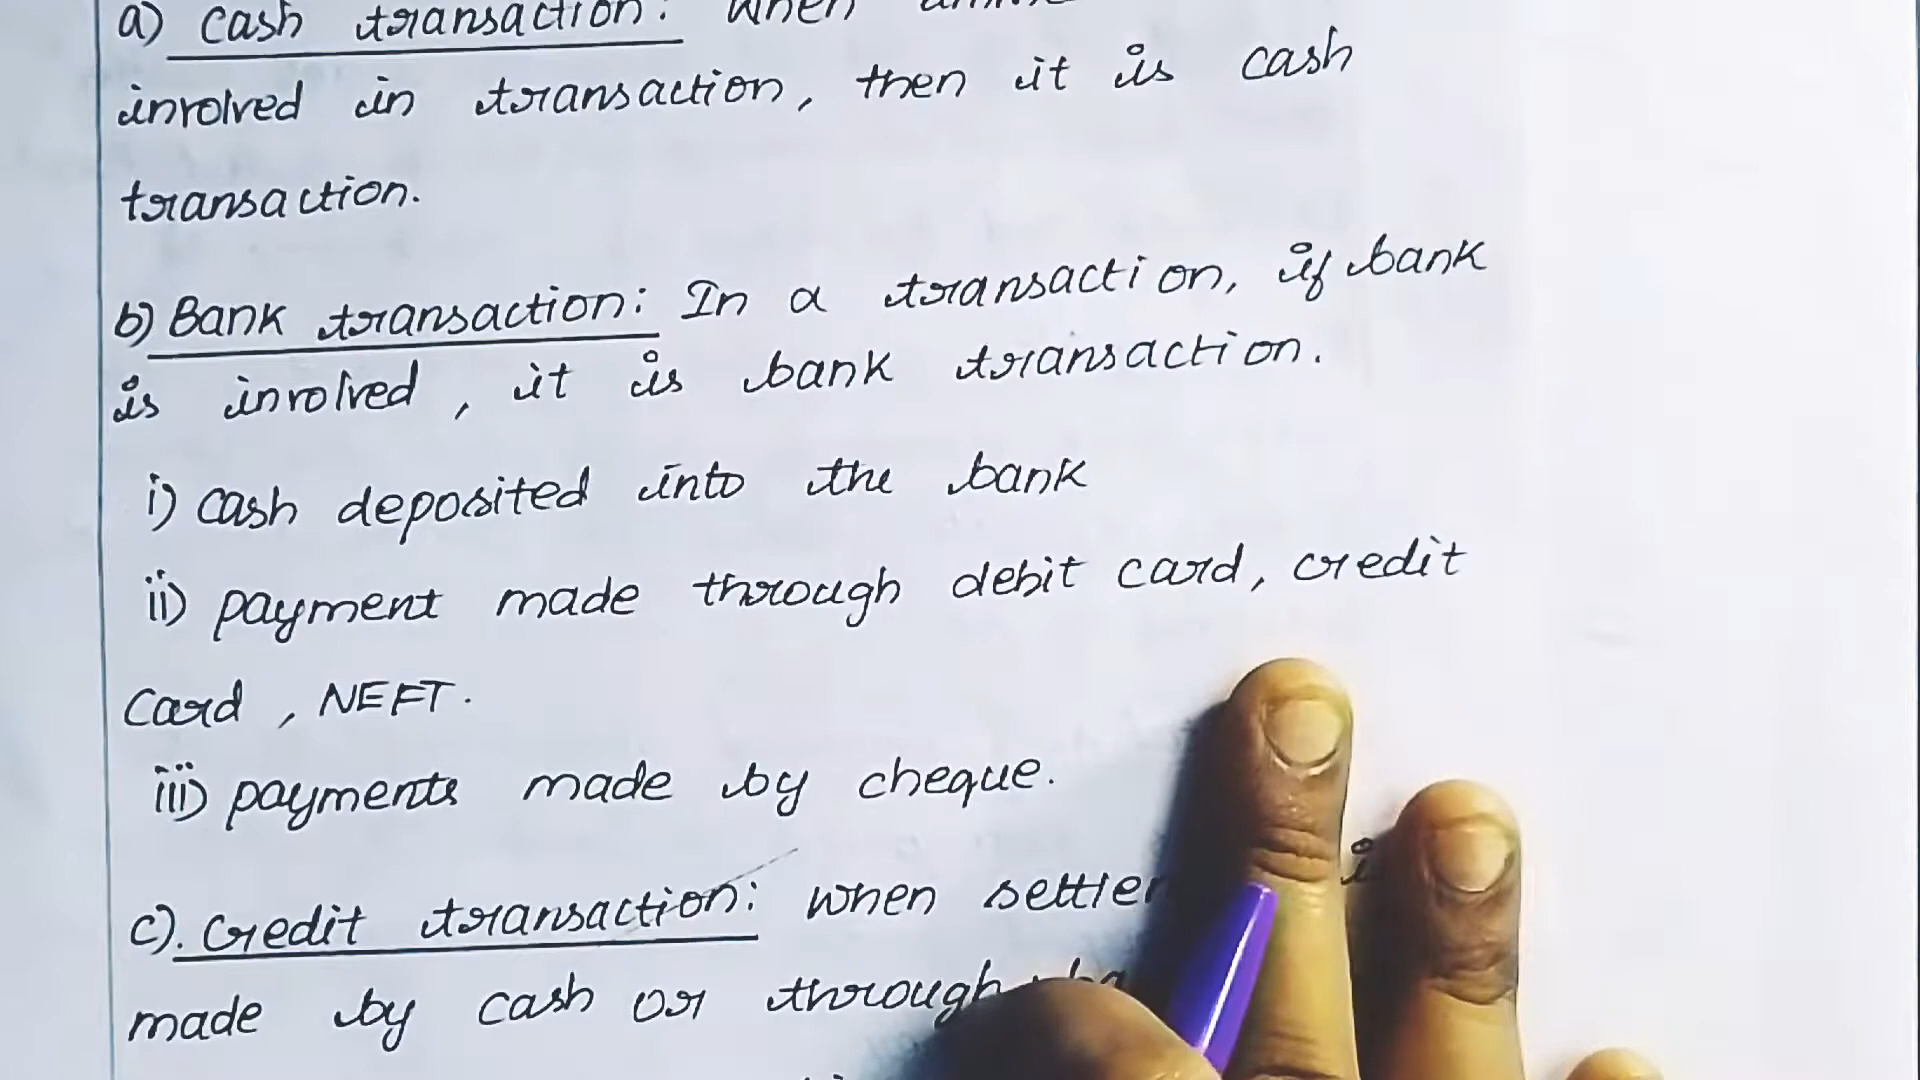 a) Cash transaction: When
involved in transaction, then it is cash
transaction.
b) Bank transaction: In a transaction, if bank
is involved, it is bank transaction.
i) cash deposited into the bank
ii) payment made through debit card, credit
card, NEFT.
iii) payments made by cheque.
c). Credit transaction: when
made by cash or through